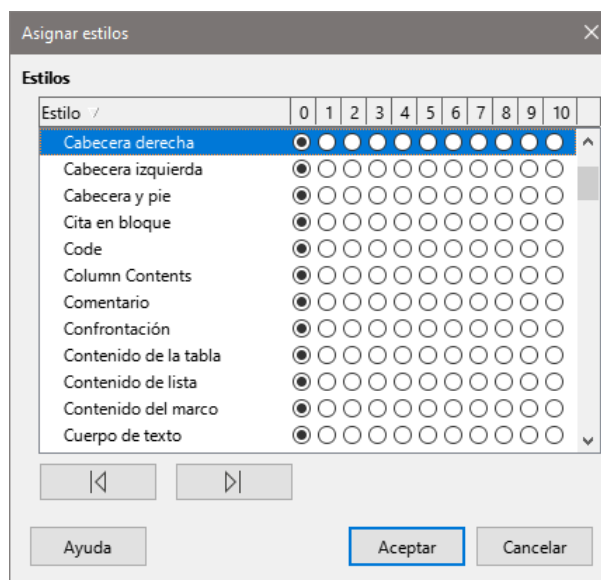 Asignar estilos
Estilos
Estilo 0 1 2 3 4 5 6 7 8 9 10
Cabecera derecha
Cabecera izquierda
Cabecera y pie
Cita en bloque
Code
Column Contents
Comentario
Confrontación
Contenido de la tabla
Contenido de lista
Contenido del marco
Cuerpo de texto
Ayuda Aceptar Cancelar